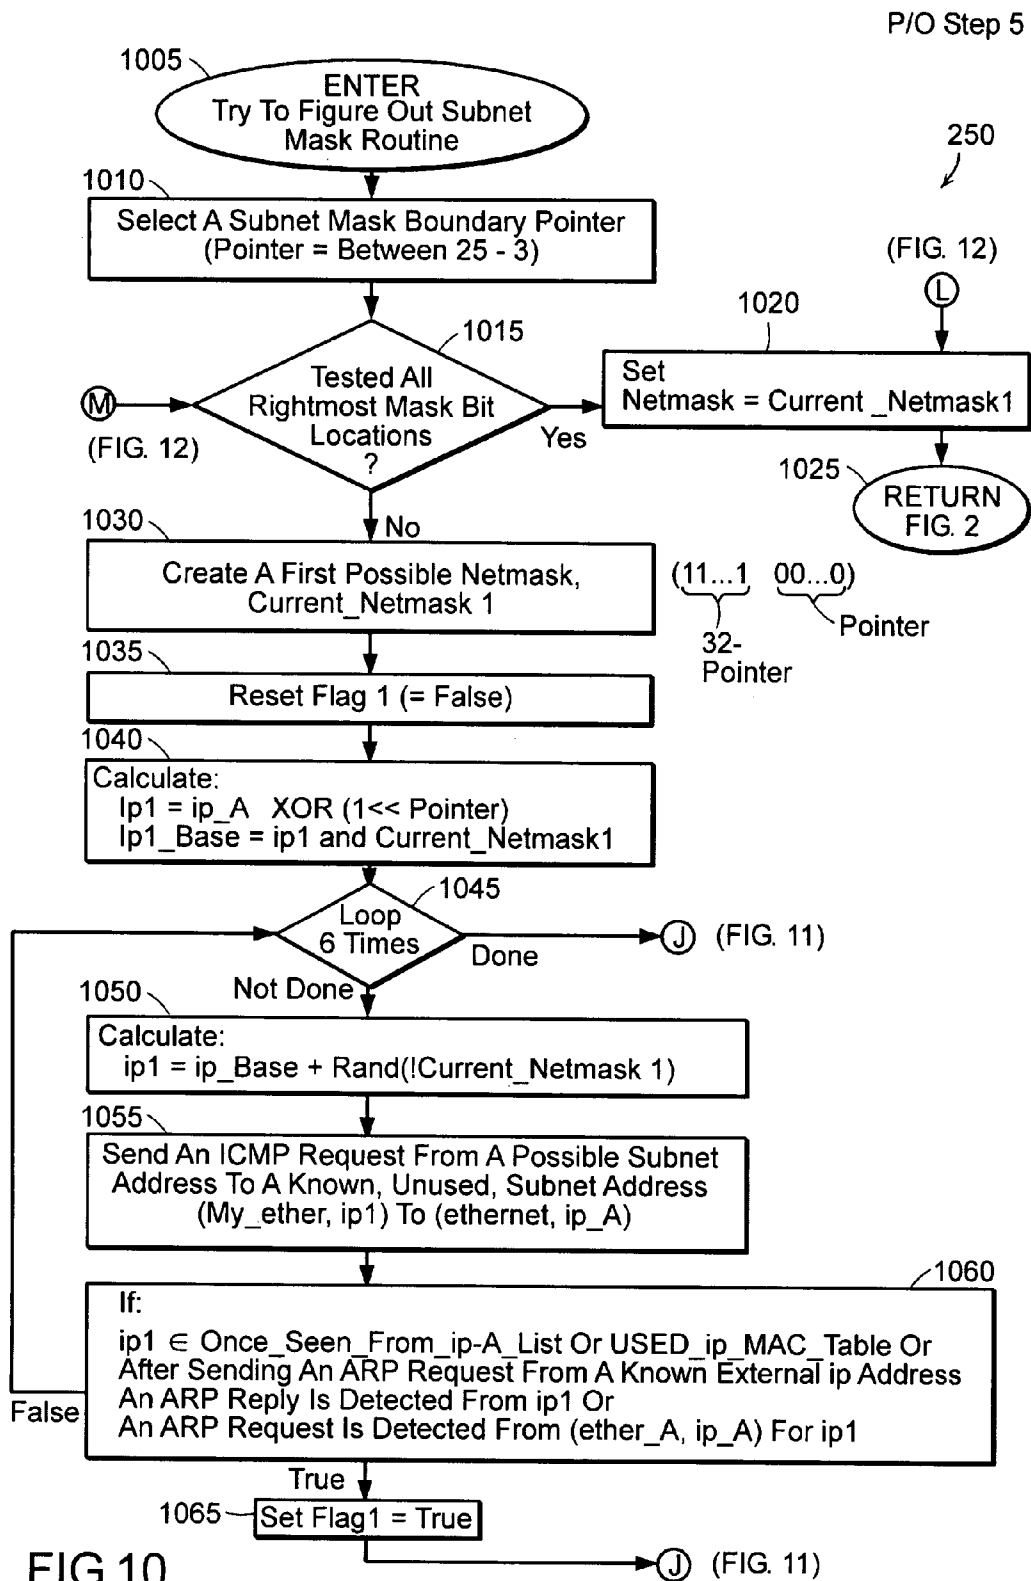 P/O Step 5
1005
ENTER
Try To Figure Out Subnet
Mask Routine
250
1010
Select A Subnet Mask Boundary Pointer
(Pointer = Between 25 - 3)
(FIG. 12)
L
1015
Tested All
Rightmost Mask Bit
Locations
?
M
(FIG. 12)
Yes
1020
Set
Netmask = Current _Netmask1
1025
RETURN
FIG. 2
No
1030
Create A First Possible Netmask,
Current_Netmask 1
(11...1 00...0)
Pointer
32-
Pointer
1035
Reset Flag 1 (= False)
1040
Calculate:
Ip1 = ip_A XOR (1<< Pointer)
Ip1_Base = ip1 and Current_Netmask1
1045
Loop
6 Times
Done
J (FIG. 11)
Not Done
1050
Calculate:
ip1 = ip_Base + Rand(!Current_Netmask 1)
1055
Send An ICMP Request From A Possible Subnet
Address To A Known, Unused, Subnet Address
(My_ether, ip1) To (ethernet, ip_A)
1060
If:
ip1 ∈ Once_Seen_From_ip-A_List Or USED_ip_MAC_Table Or
After Sending An ARP Request From A Known External ip Address
An ARP Reply Is Detected From ip1 Or
An ARP Request Is Detected From (ether_A, ip_A) For ip1
False
True
1065
Set Flag1 = True
J (FIG. 11)
FIG 10